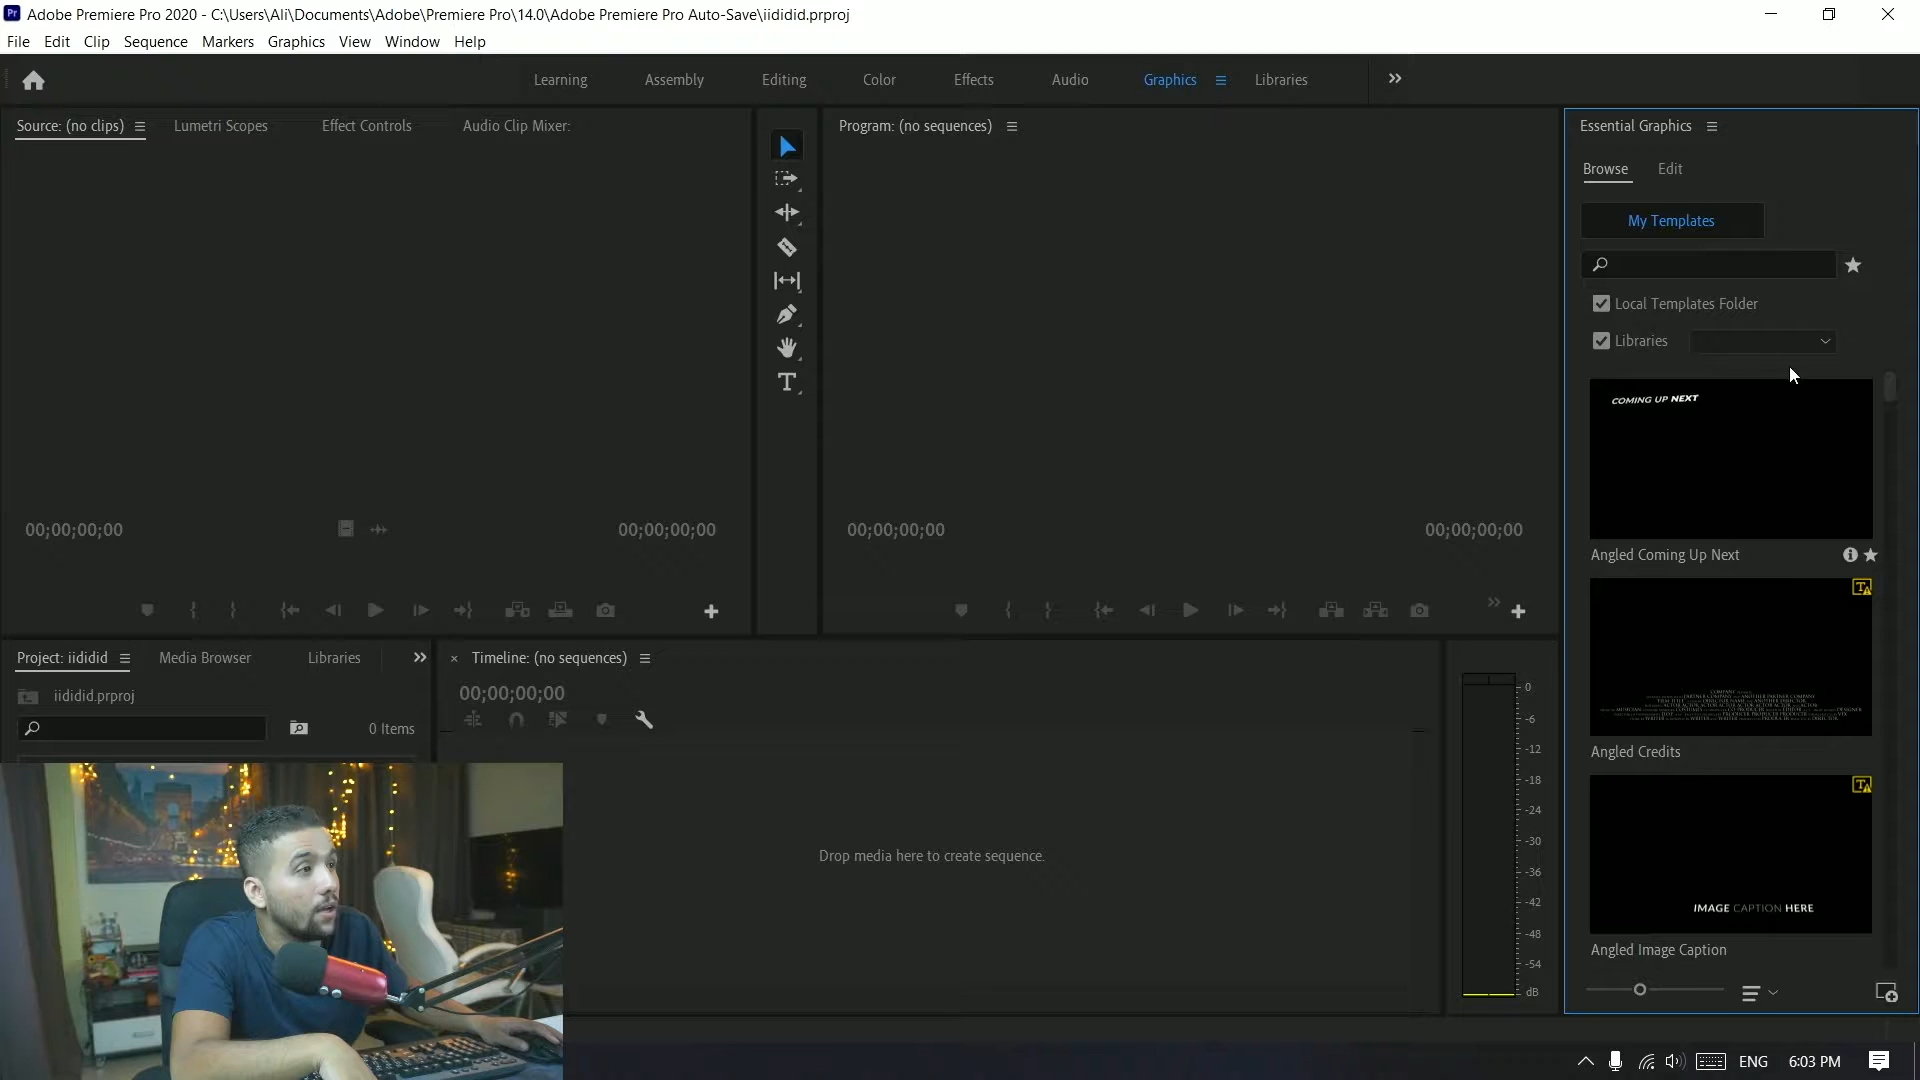 Adobe Premiere Pro 2020 - C:\Users\Ali\Documents\Adobe\Premiere Pro\14.0\Adobe Premiere Pro Auto-Save\iididid.prproj
File Edit Clip Sequence Markers Graphics View Window Help
Learning Assembly Editing Color Effects Audio Graphics Libraries
Source: (no clips) Lumetri Scopes Effect Controls Audio Clip Mixer:
Program: (no sequences)
Essential Graphics
Browse Edit
My Templates
Local Templates Folder
Libraries
COMING UP NEXT
Angled Coming Up Next
00;00;00;00 00;00;00;00
00;00;00;00 00;00;00;00
Angled Credits
IMAGE CAPTION HERE
Angled Image Caption
Project: iididid Media Browser Libraries
iididid.prproj
0 Items
Timeline: (no sequences)
00;00;00;00
Drop media here to create sequence.
0
-6
-12
-18
-24
-30
-36
-42
-48
-54
dB
ENG 6:03 PM